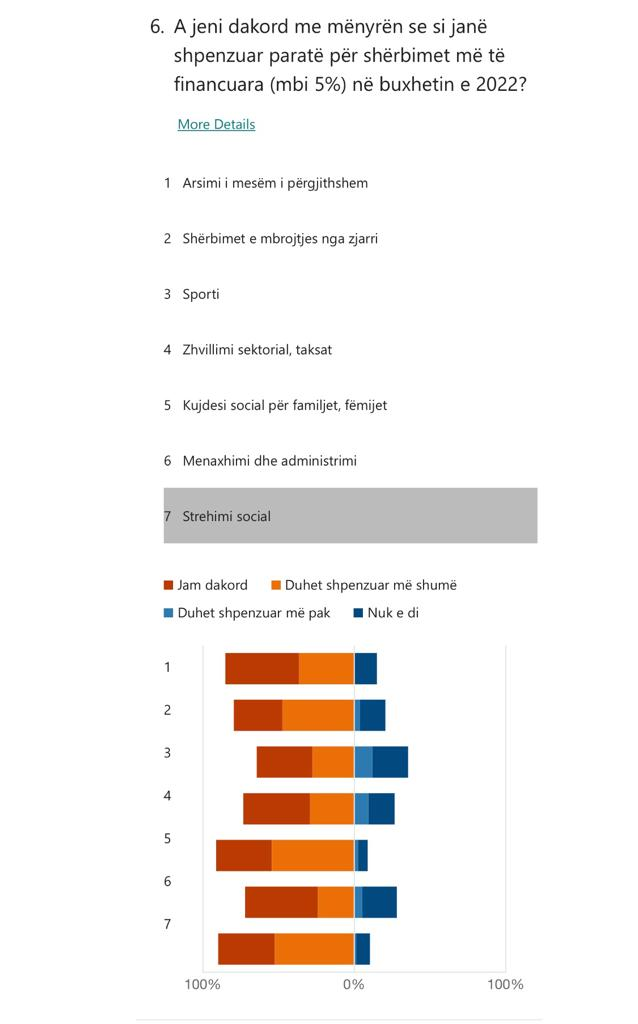 6. A jeni dakord me mënyrën se si janë
shpenzuar paratë për shërbimet më të
financuara (mbi 5%) në buxhetin e 2022?
More Details
1 Arsimi i mesëm i përgjithshem
2 Shërbimet e mbrojtjes nga zjarri
3 Sporti
4 Zhvillimi sektorial, taksat
5 Kujdesi social për familjet, fëmijet
6 Menaxhimi dhe administrimi
7 Strehimi social
Jam dakord Duhet shpenzuar më shumë
Duhet shpenzuar më pak Nuk e di
1
2
3
4
5
6
7
100% 0% 100%